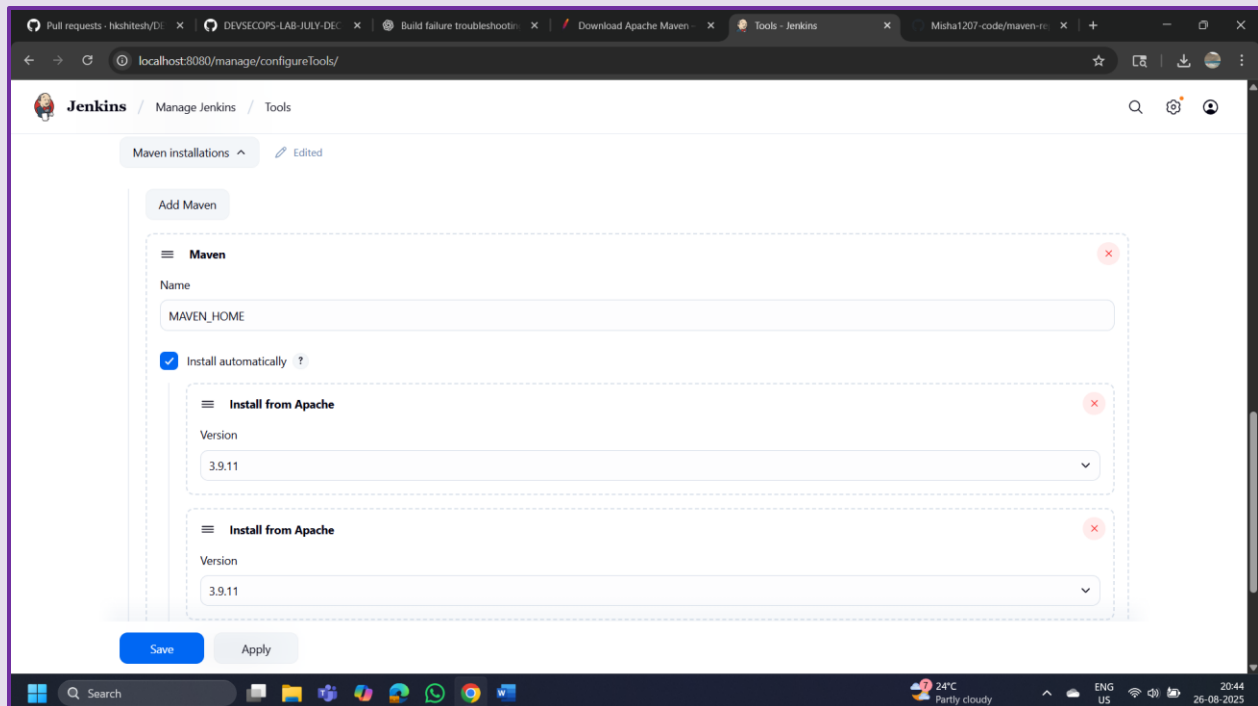 Pull requests · hkshitesh/DE
DEVSECOPS-LAB-JULY-DEC
Build failure troubleshootin
Download Apache Maven –
Tools - Jenkins
Misha1207-code/maven-ro
localhost:8080/manage/configureTools/
Jenkins / Manage Jenkins / Tools
Maven installations
Edited
Add Maven
Maven
Name
MAVEN_HOME
Install automatically ?
Install from Apache
Version
3.9.11
Install from Apache
Version
3.9.11
Save
Apply
Search
7
24°C
Partly cloudy
ENG
US
20:44
26-08-2025